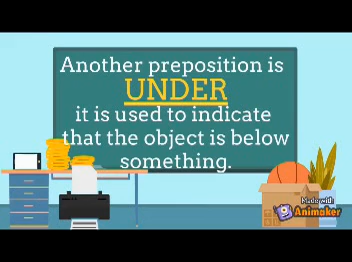 Another preposition is
UNDER
it is used to indicate
that the object is below
something.
Made with
Animaker